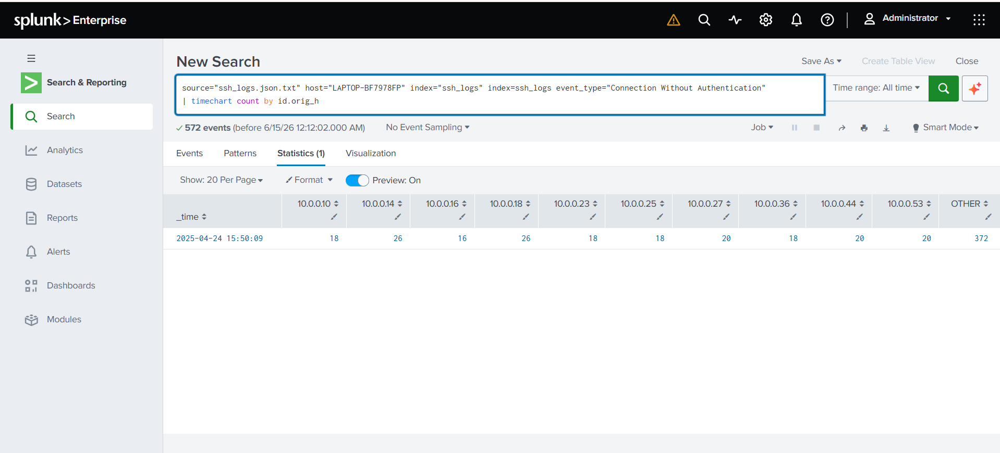 splunk> Enterprise
Administrator
Search & Reporting
Search
Analytics
Datasets
Reports
Alerts
Dashboards
Modules
New Search
Save As
Create Table View
Close
source="ssh_logs.json.txt" host="LAPTOP-BF7978FP" index="ssh_logs" index=ssh_logs event_type="Connection Without Authentication"
| timechart count by id.orig_h
Time range: All time
572 events (before 6/15/26 12:12:02.000 AM)
No Event Sampling
Job
Smart Mode
Events
Patterns
Statistics (1)
Visualization
Show: 20 Per Page
Format
Preview: On
_time 10.0.0.10 10.0.0.14 10.0.0.16 10.0.0.18 10.0.0.23 10.0.0.25 10.0.0.27 10.0.0.36 10.0.0.44 10.0.0.53 OTHER
2025-04-24 15:50:09 18 26 16 26 18 18 20 18 20 20 372